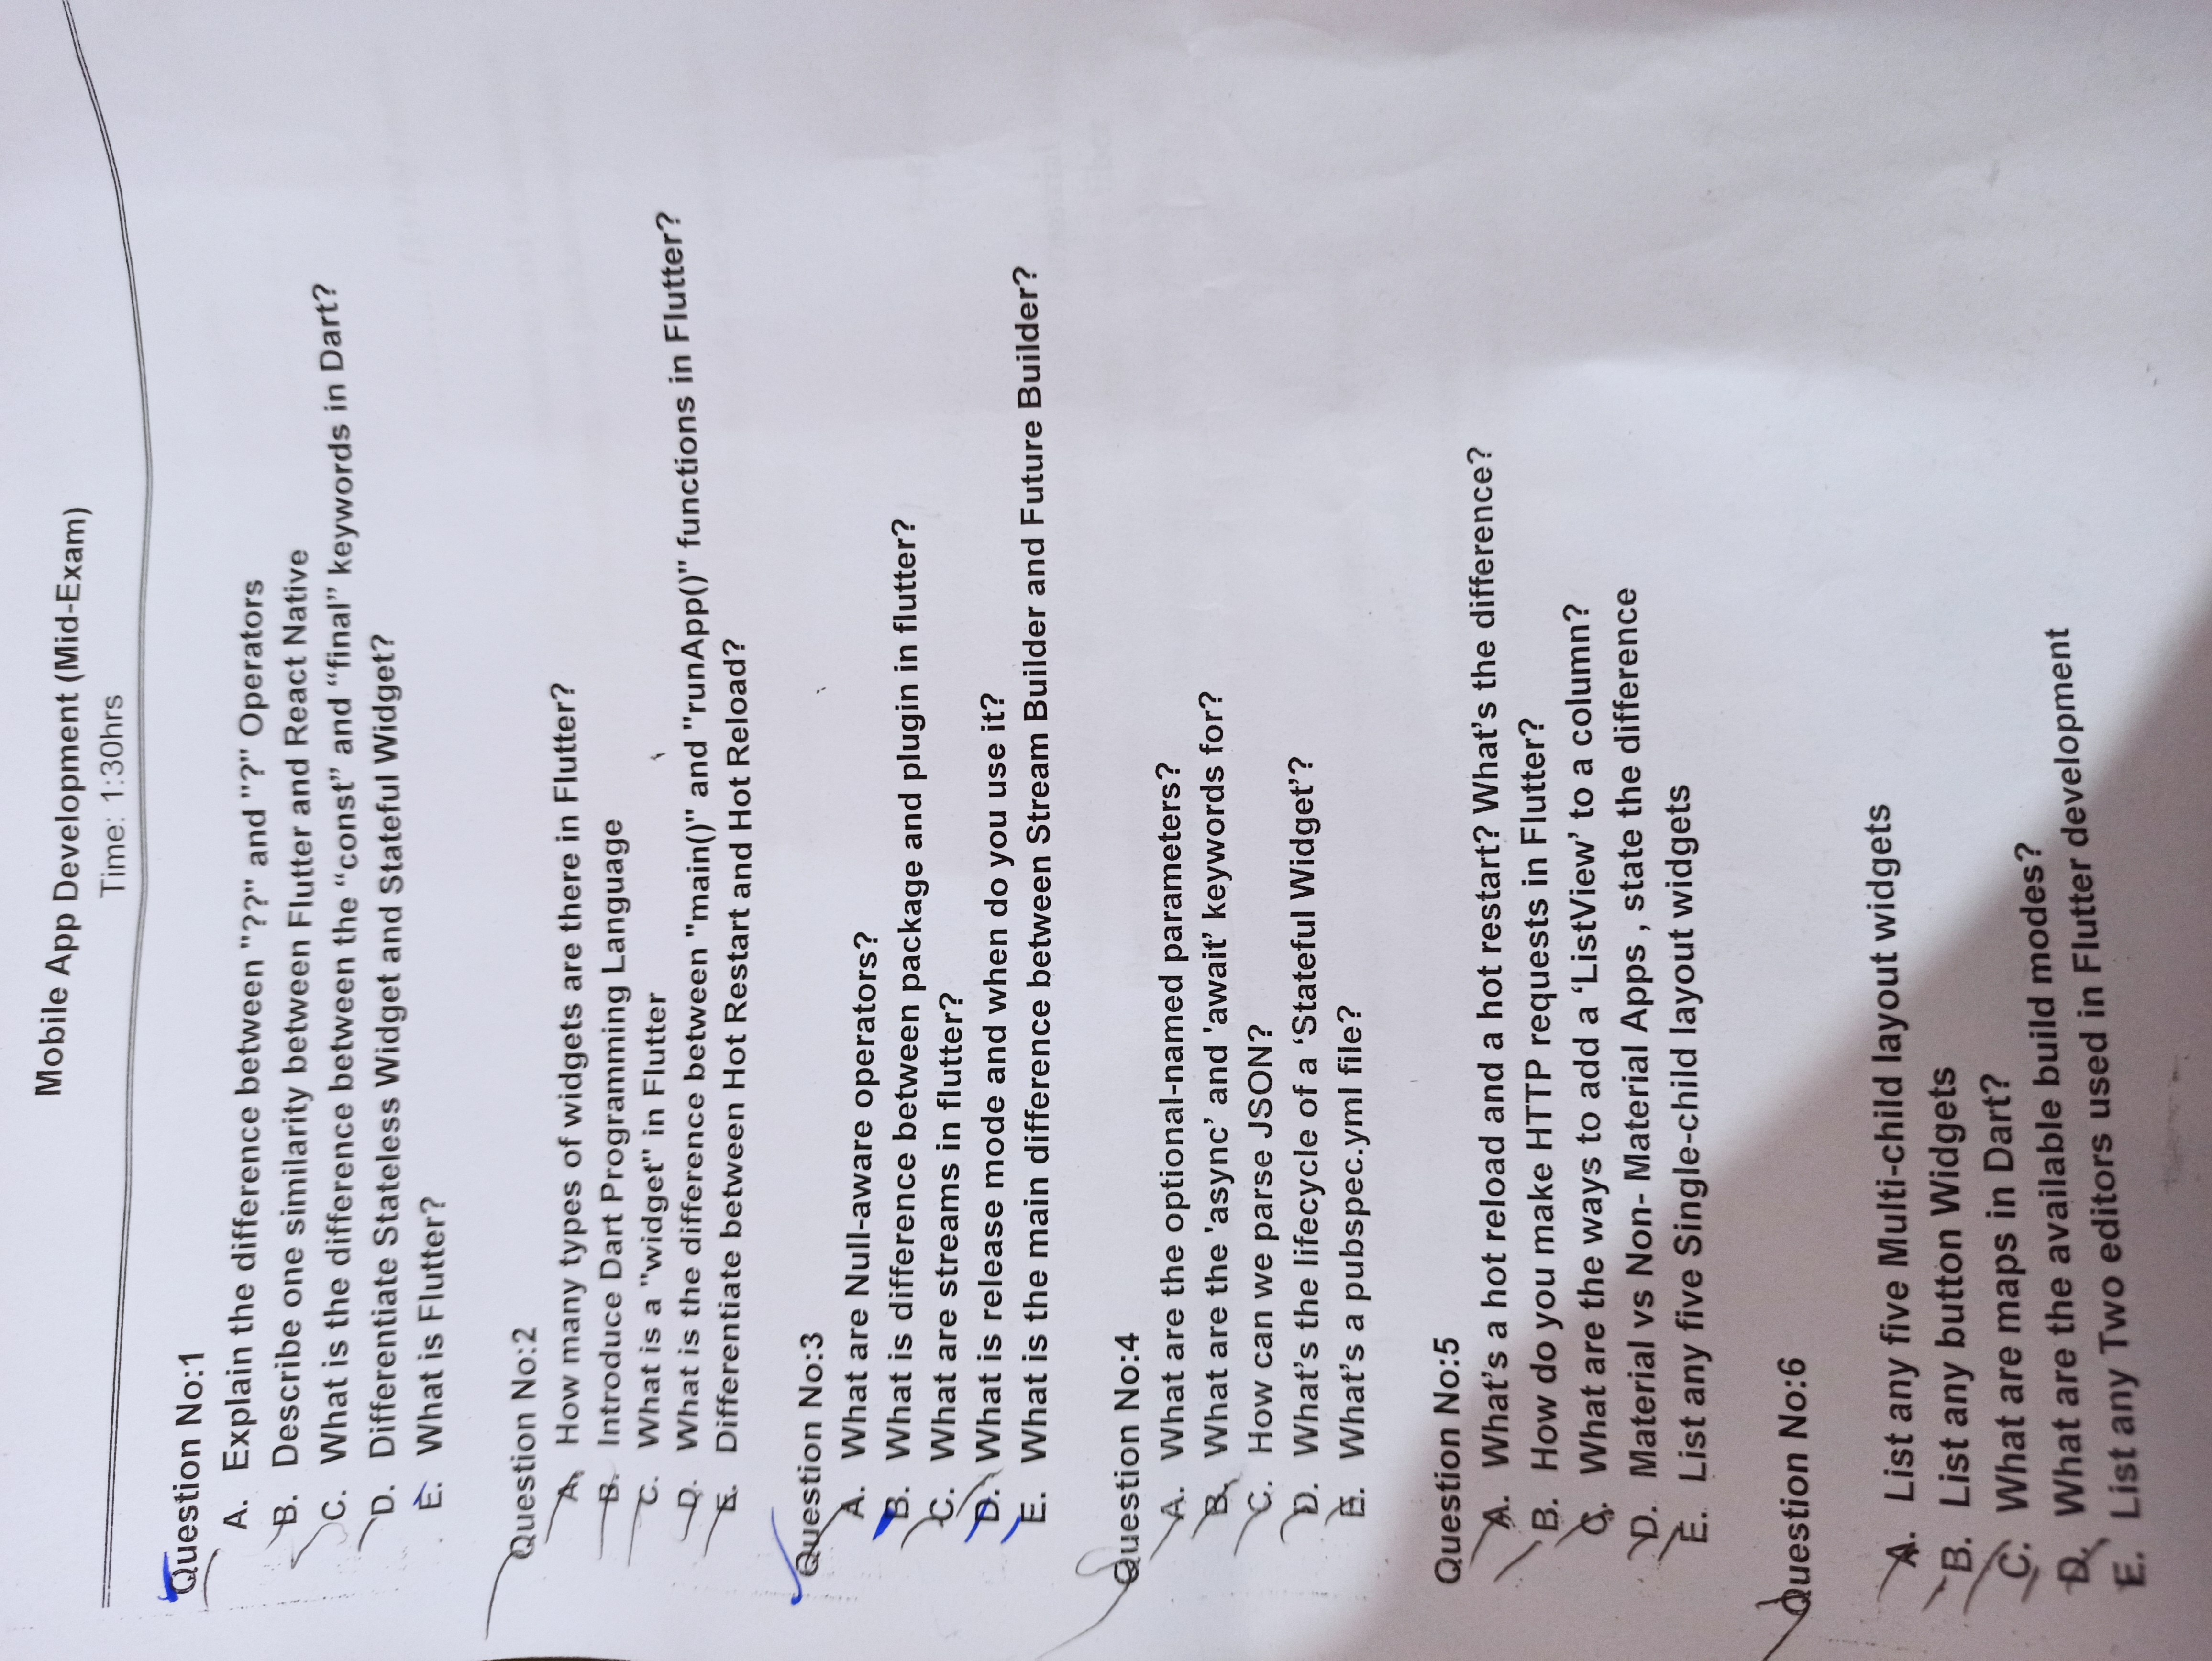 Mobile App Development (Mid-Exam)
Time: 1:30hrs
Question No:1
A. Explain the difference between "??" and "?" Operators
B. Describe one similarity between Flutter and React Native
C. What is the difference between the “const” and “final” keywords in Dart?
D. Differentiate Stateless Widget and Stateful Widget?
E. What is Flutter?
Question No:2
A. How many types of widgets are there in Flutter?
B. Introduce Dart Programming Language
C. What is a "widget" in Flutter
D. What is the difference between "main()" and "runApp()" functions in Flutter?
E. Differentiate between Hot Restart and Hot Reload?
Question No:3
A. What are Null-aware operators?
B. What is difference between package and plugin in flutter?
C. What are streams in flutter?
D. What is release mode and when do you use it?
E. What is the main difference between Stream Builder and Future Builder?
Question No:4
A. What are the optional-named parameters?
B. What are the 'async’ and 'await’ keywords for?
C. How can we parse JSON?
D. What’s the lifecycle of a ‘Stateful Widget’?
E. What’s a pubspec.yml file?
Question No:5
A. What’s a hot reload and a hot restart? What’s the difference?
B. How do you make HTTP requests in Flutter?
C. What are the ways to add a ‘ListView’ to a column?
D. Material vs Non- Material Apps , state the difference
E. List any five Single-child layout widgets
Question No:6
A. List any five Multi-child layout widgets
B. List any button Widgets
C. What are maps in Dart?
D. What are the available build modes?
E. List any Two editors used in Flutter development